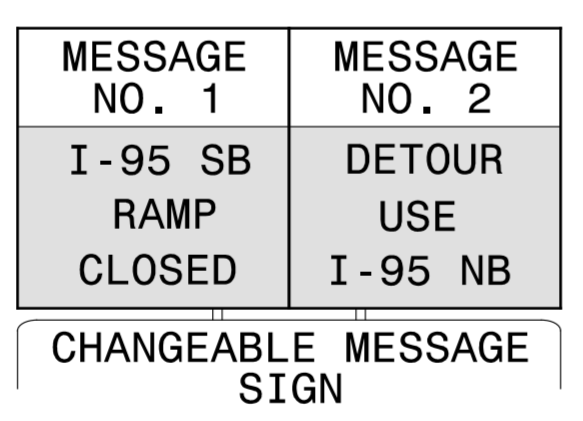 MESSAGE
NO. 1
MESSAGE
NO. 2
I-95 SB
RAMP
CLOSED
DETOUR
USE
I-95 NB
CHANGEABLE MESSAGE
SIGN